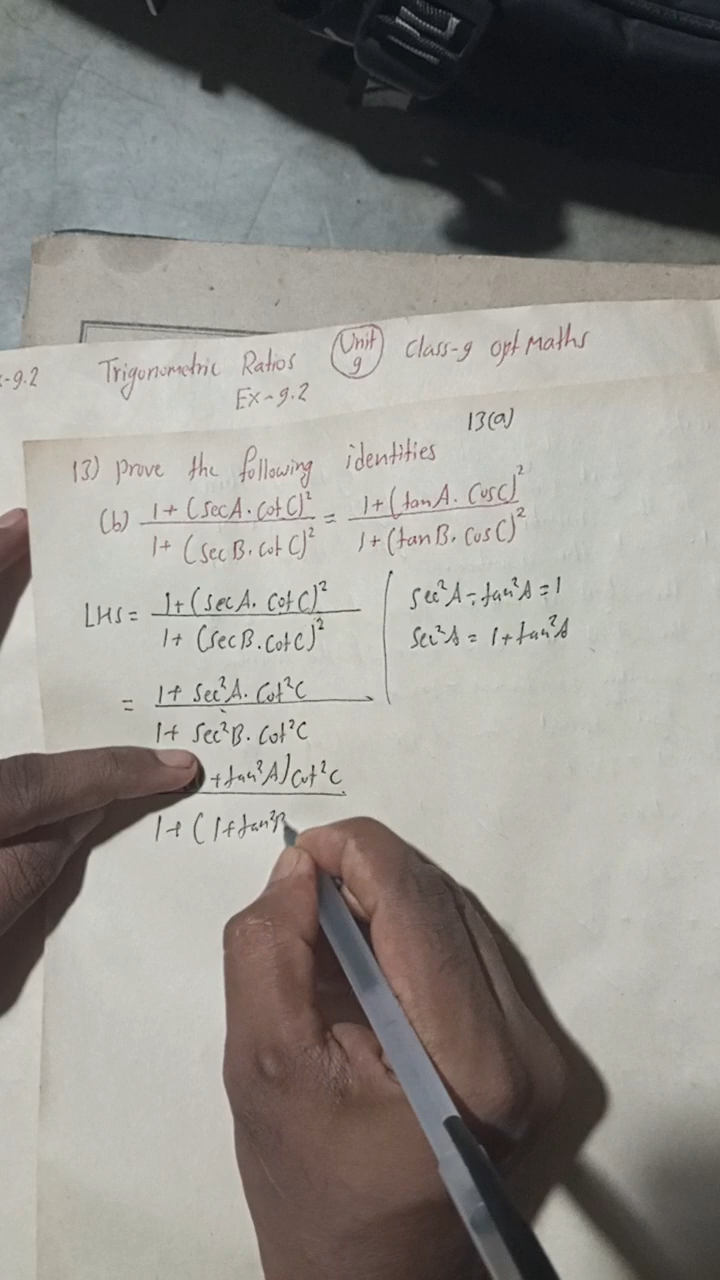 -9.2 Trigonometric Ratios Unit 9 Class-9 opt Maths
Ex-9.2
13(a)
13) prove the following identities
(b) 1+(SecA.CotC)² / 1+(SecB.CotC)² = 1+(tanA.CosC)² / 1+(tanB.CosC)²
LHS = 1+(SecA.CotC)² / 1+(SecB.CotC)²
Sec²A-tan²A=1
Sec²A = 1+tan²A
= 1+Sec²A.Cot²C / 1+Sec²B.Cot²C
+tan²A)Cot²C / 1+(1+tan²B